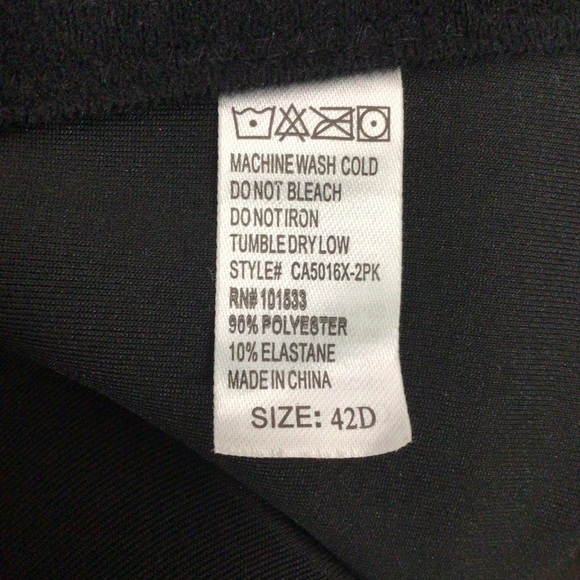 MACHINE WASH COLD
DO NOT BLEACH
DO NOT IRON
TUMBLE DRY LOW
STYLE# CA5016X-2PK
RN# 101533
90% POLYESTER
10% ELASTANE
MADE IN CHINA
SIZE: 42D